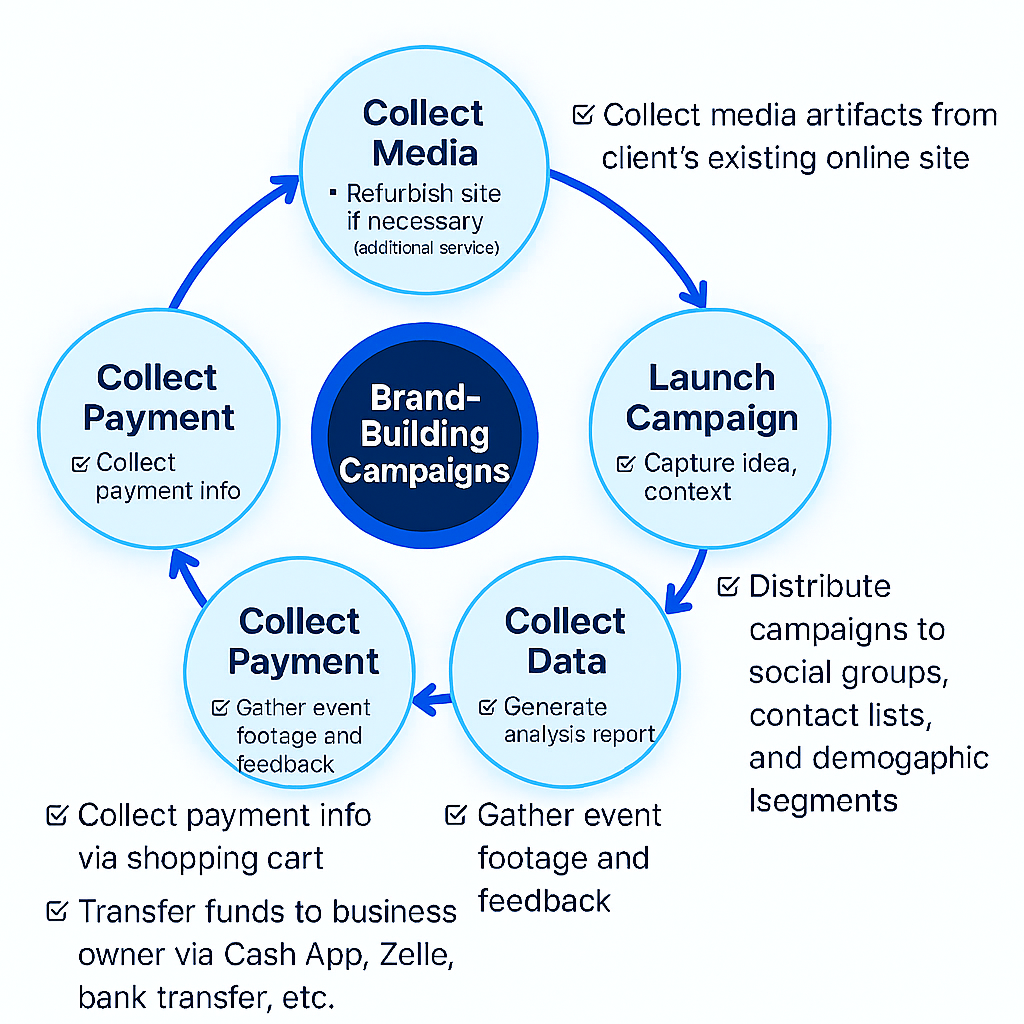 Collect
Media
▪ Refurbish site
if necessary
(additional service)
☑ Collect media artifacts from
client's existing online site
Launch
Campaign
☑ Capture idea,
context
☑ Distribute
campaigns to
social groups,
contact lists,
and demogaphic
lsegments
Collect
Data
☑ Generate
analysis report
☑ Gather event
footage and
feedback
Collect
Payment
☑ Gather event
footage and
feedback
☑ Collect payment info
via shopping cart
☑ Transfer funds to business
owner via Cash App, Zelle,
bank transfer, etc.
Collect
Payment
☑ Collect
payment info
Brand-
Building
Campaigns